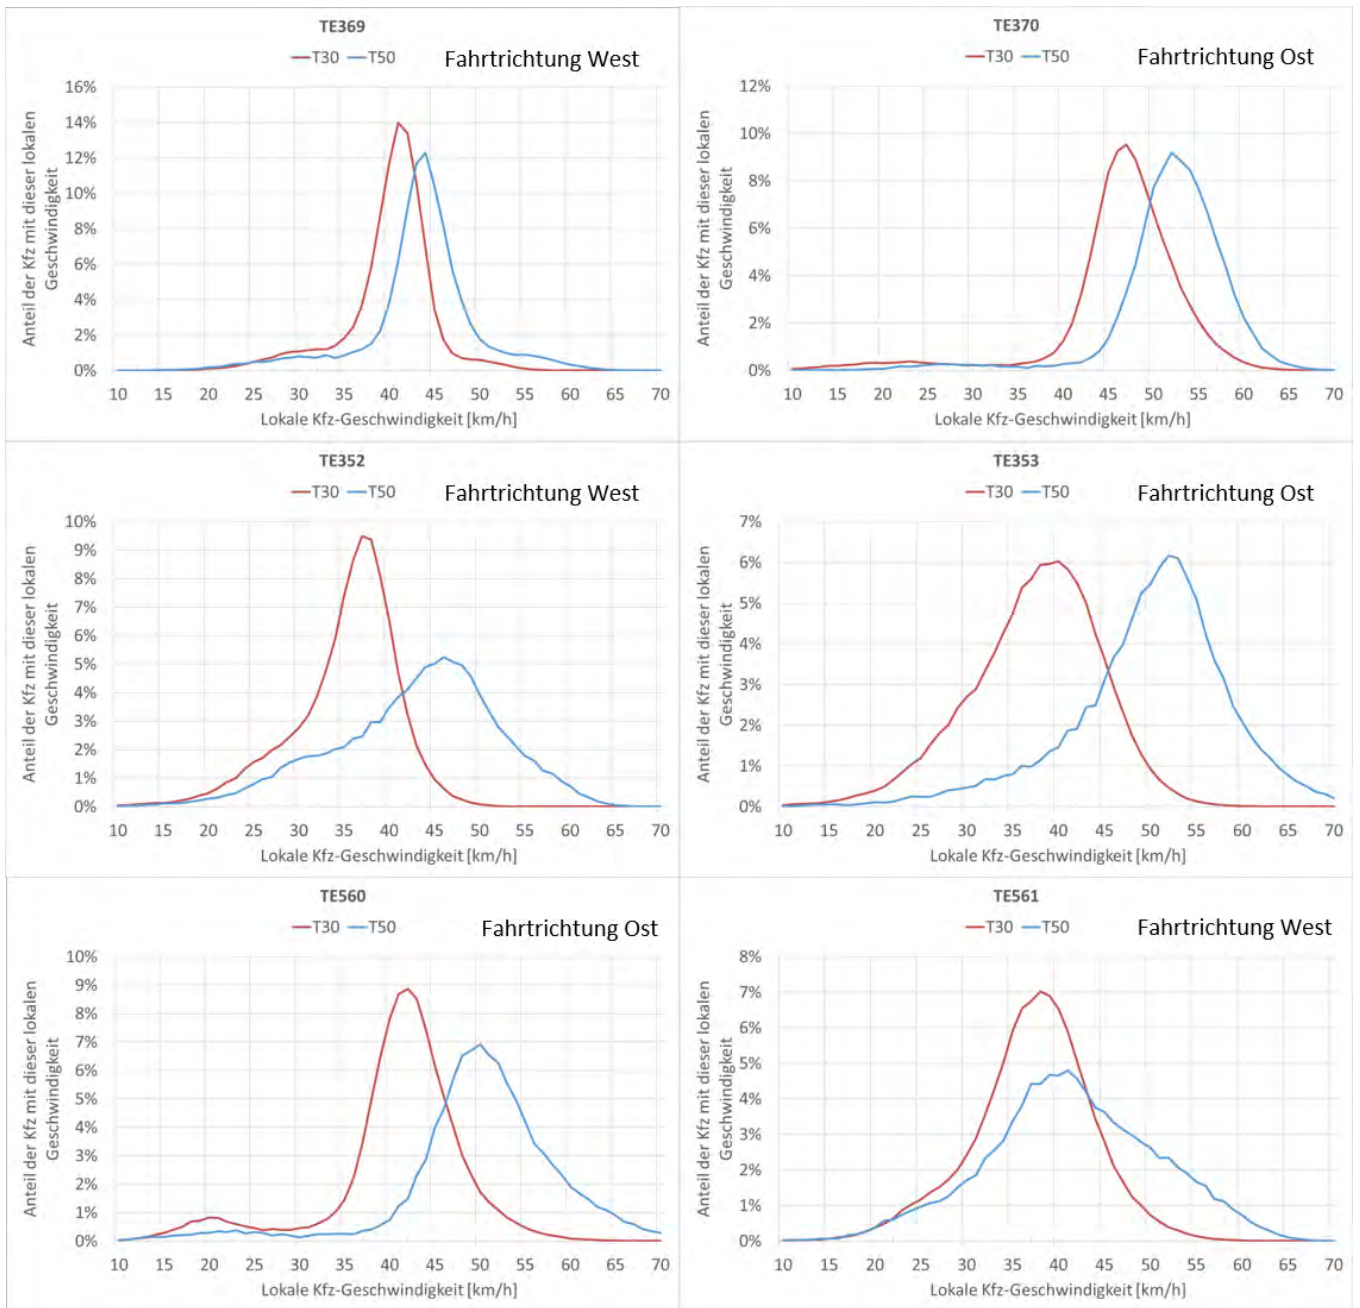 TE369
T30 T50 Fahrtrichtung West
16%
14%
12%
10%
8%
6%
4%
2%
0%
Anteil der Kfz mit dieser lokalen
Geschwindigkeit
10 15 20 25 30 35 40 45 50 55 60 65 70
Lokale Kfz-Geschwindigkeit [km/h]
TE370
T30 T50 Fahrtrichtung Ost
12%
10%
8%
6%
4%
2%
0%
Anteil der Kfz mit dieser lokalen
Geschwindigkeit
10 15 20 25 30 35 40 45 50 55 60 65 70
Lokale Kfz-Geschwindigkeit [km/h]
TE352
T30 T50 Fahrtrichtung West
10%
9%
8%
7%
6%
5%
4%
3%
2%
1%
0%
Anteil der Kfz mit dieser lokalen
Geschwindigkeit
10 15 20 25 30 35 40 45 50 55 60 65 70
Lokale Kfz-Geschwindigkeit [km/h]
TE353
T30 T50 Fahrtrichtung Ost
7%
6%
5%
4%
3%
2%
1%
0%
Anteil der Kfz mit dieser lokalen
Geschwindigkeit
10 15 20 25 30 35 40 45 50 55 60 65 70
Lokale Kfz-Geschwindigkeit [km/h]
TE560
T30 T50 Fahrtrichtung Ost
10%
9%
8%
7%
6%
5%
4%
3%
2%
1%
0%
Anteil der Kfz mit dieser lokalen
Geschwindigkeit
10 15 20 25 30 35 40 45 50 55 60 65 70
Lokale Kfz-Geschwindigkeit [km/h]
TE561
T30 T50 Fahrtrichtung West
8%
7%
6%
5%
4%
3%
2%
1%
0%
Anteil der Kfz mit dieser lokalen
Geschwindigkeit
10 15 20 25 30 35 40 45 50 55 60 65 70
Lokale Kfz-Geschwindigkeit [km/h]